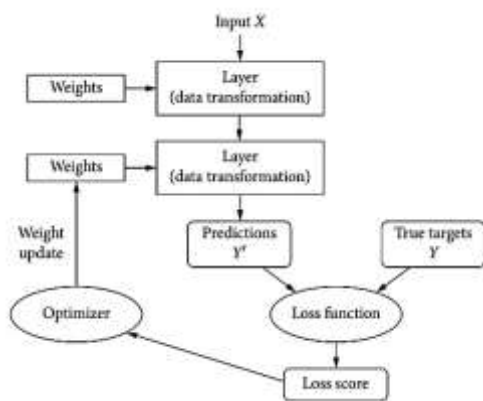 Input X
Weights
Layer
(data transformation)
Weights
Layer
(data transformation)
Weight
update
Predictions
Y'
True targets
Y
Optimizer
Loss function
Loss score